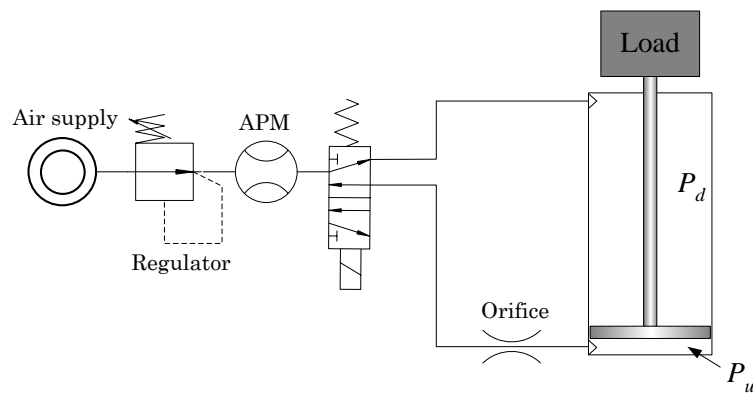 Load
Air supply
APM
P_d
Regulator
Orifice
P_u